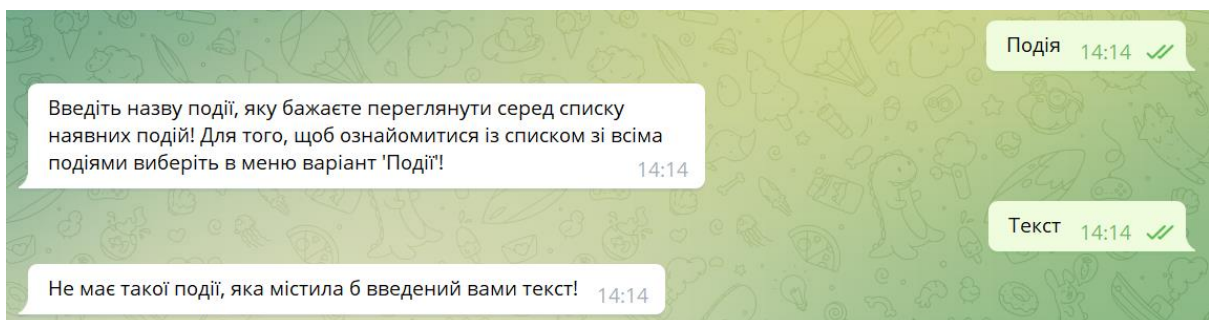 Подія 14:14
Введіть назву події, яку бажаєте переглянути серед списку
наявних подій! Для того, щоб ознайомитися із списком зі всіма
подіями виберіть в меню варіант 'Події'!
14:14
Текст 14:14
Не має такої події, яка містила б введений вами текст! 14:14